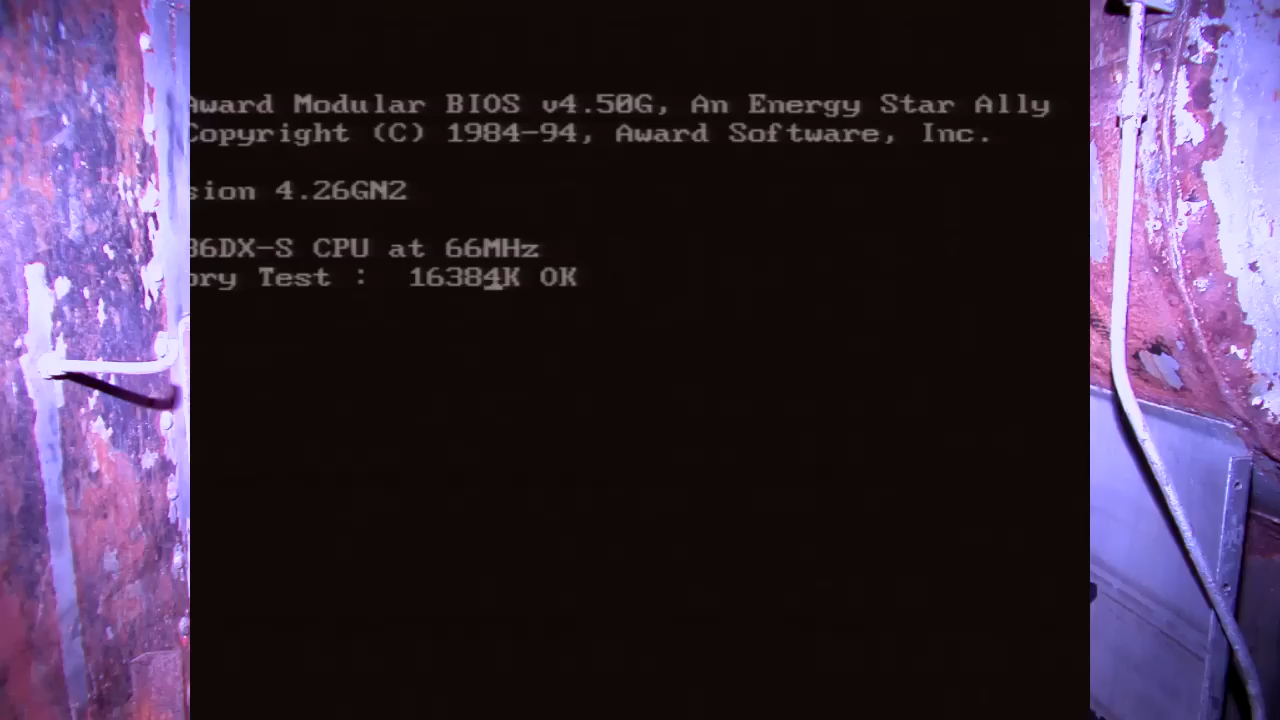 Award Modular BIOS v4.50G, An Energy Star Ally
Copyright (C) 1984-94, Award Software, Inc.
sion 4.26GN2
86DX-S CPU at 66MHz
ory Test :  16384K OK